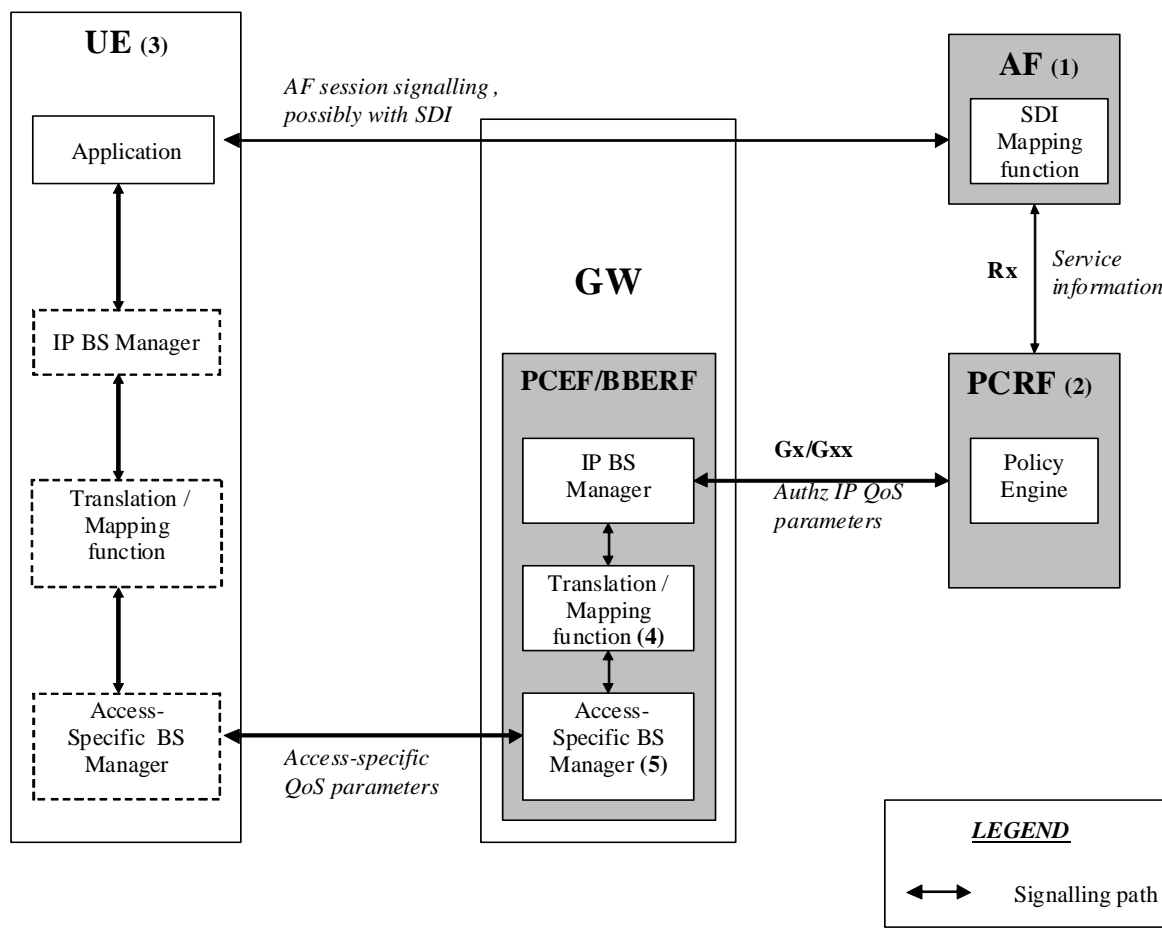 UE (3)
Application
IP BS Manager
Translation /
Mapping
function
Access-
Specific BS
Manager
AF session signalling ,
possibly with SDI
Access-specific
QoS parameters
GW
PCEF/BBERF
IP BS
Manager
Translation /
Mapping
function (4)
Access-
Specific BS
Manager (5)
Gx/Gxx
Authz IP QoS
parameters
AF (1)
SDI
Mapping
function
Rx
Service
information
PCRF (2)
Policy
Engine
LEGEND
Signalling path